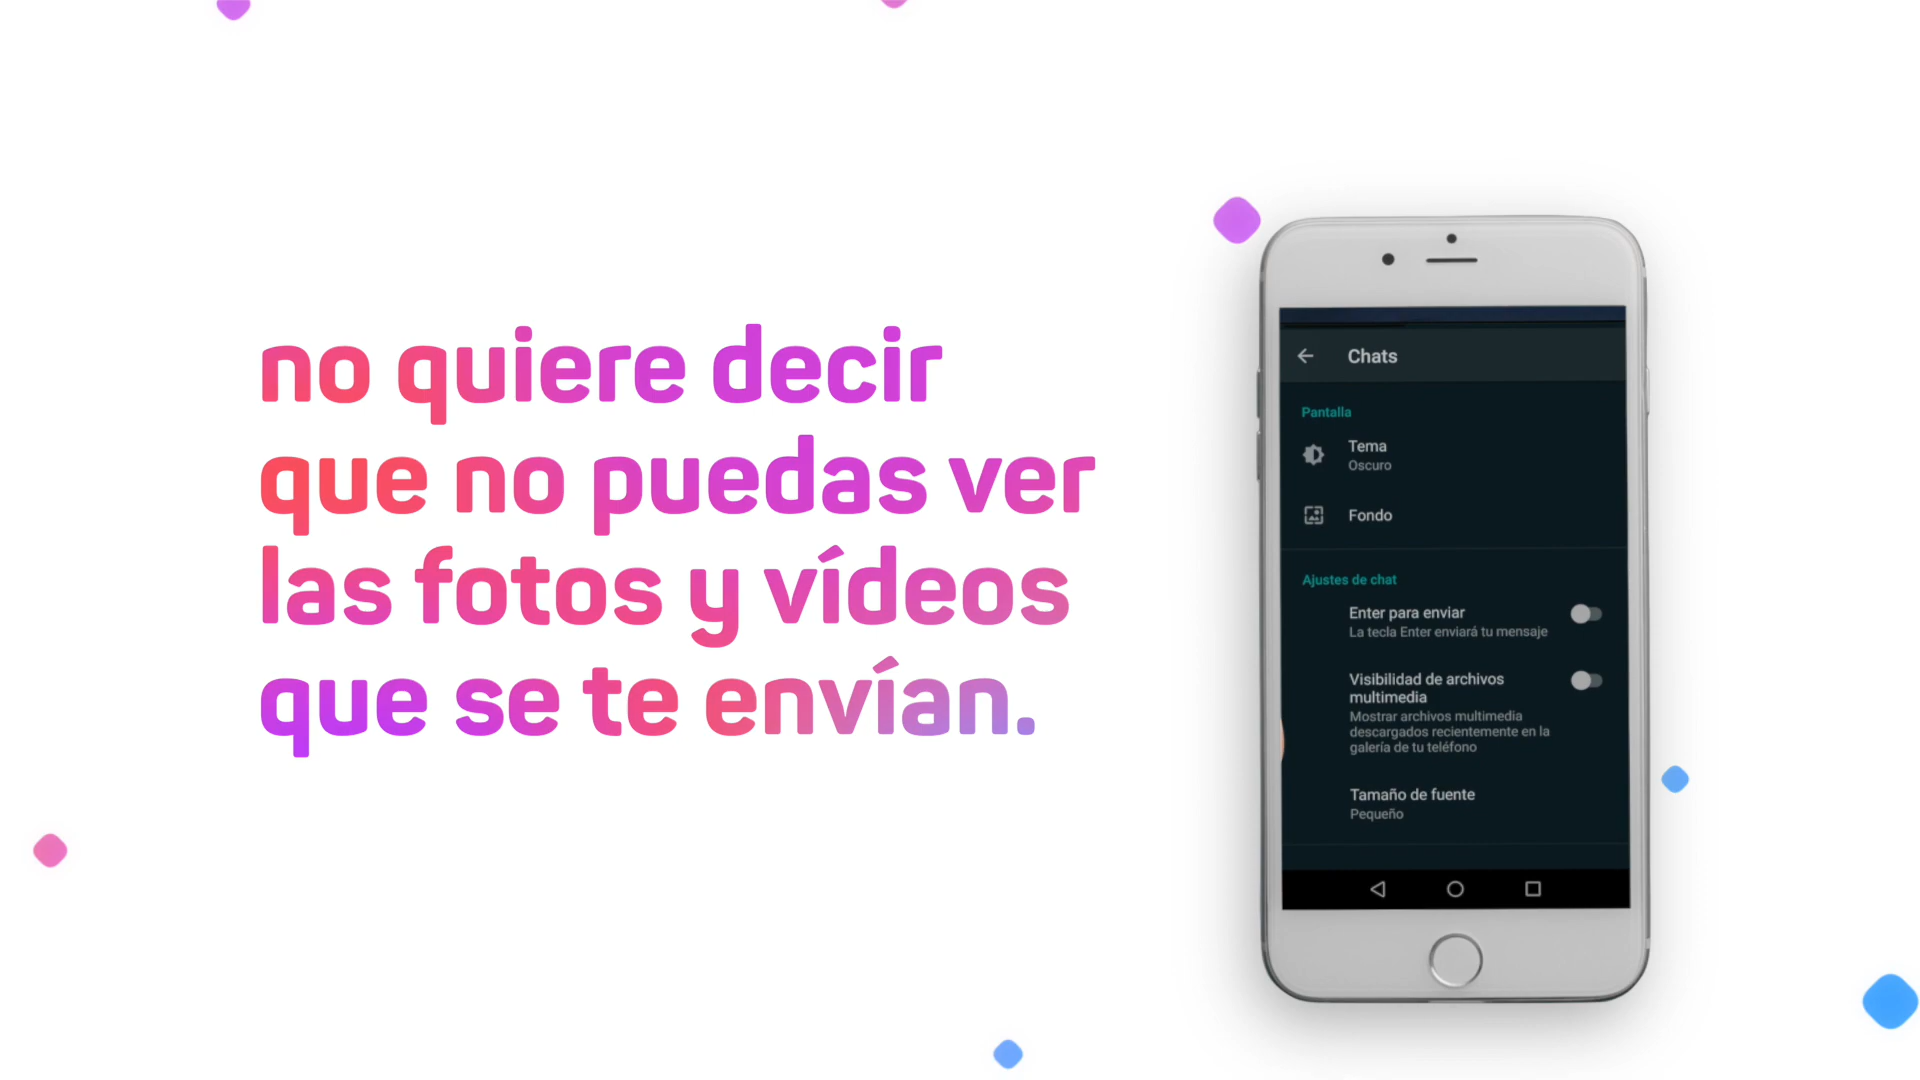 no quiere decir
que no puedas ver
las fotos y vídeos
que se te envían.
Chats
Pantalla
Tema
Oscuro
Fondo
Ajustes de chat
Enter para enviar
La tecla Enter enviará tu mensaje
Visibilidad de archivos
multimedia
Mostrar archivos multimedia
descargados recientemente en la
galería de tu teléfono
Tamaño de fuente
Pequeño